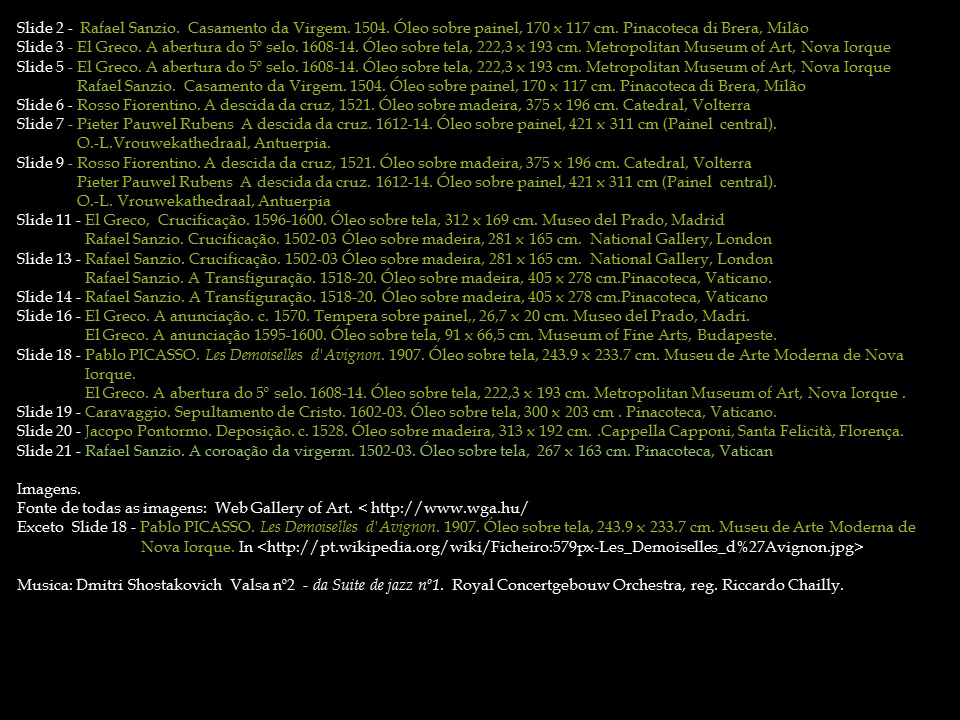 Slide 2 - Rafael Sanzio. Casamento da Virgem. 1504. Óleo sobre painel, 170 x 117 cm. Pinacoteca di Brera, Milão
Slide 3 - El Greco. A abertura do 5º selo. 1608-14. Óleo sobre tela, 222,3 x 193 cm. Metropolitan Museum of Art, Nova Iorque
Slide 5 - El Greco. A abertura do 5º selo. 1608-14. Óleo sobre tela, 222,3 x 193 cm. Metropolitan Museum of Art, Nova Iorque
Rafael Sanzio. Casamento da Virgem. 1504. Óleo sobre painel, 170 x 117 cm. Pinacoteca di Brera, Milão
Slide 6 - Rosso Fiorentino. A descida da cruz, 1521. Óleo sobre madeira, 375 x 196 cm. Catedral, Volterra
Slide 7 - Pieter Pauwel Rubens A descida da cruz. 1612-14. Óleo sobre painel, 421 x 311 cm (Painel central).
O.-L.Vrouwekathedraal, Antuerpia.
Slide 9 - Rosso Fiorentino. A descida da cruz, 1521. Óleo sobre madeira, 375 x 196 cm. Catedral, Volterra
Pieter Pauwel Rubens A descida da cruz. 1612-14. Óleo sobre painel, 421 x 311 cm (Painel central).
O.-L. Vrouwekathedraal, Antuerpia
Slide 11 - El Greco, Crucificação. 1596-1600. Óleo sobre tela, 312 x 169 cm. Museo del Prado, Madrid
Rafael Sanzio. Crucificação. 1502-03 Óleo sobre madeira, 281 x 165 cm. National Gallery, London
Slide 13 - Rafael Sanzio. Crucificação. 1502-03 Óleo sobre madeira, 281 x 165 cm. National Gallery, London
Rafael Sanzio. A Transfiguração. 1518-20. Óleo sobre madeira, 405 x 278 cm.Pinacoteca, Vaticano.
Slide 14 - Rafael Sanzio. A Transfiguração. 1518-20. Óleo sobre madeira, 405 x 278 cm.Pinacoteca, Vaticano
Slide 16 - El Greco. A anunciação. c. 1570. Tempera sobre painel,, 26,7 x 20 cm. Museo del Prado, Madri.
El Greco. A anunciação 1595-1600. Óleo sobre tela, 91 x 66,5 cm. Museum of Fine Arts, Budapeste.
Slide 18 - Pablo PICASSO. Les Demoiselles d'Avignon. 1907. Óleo sobre tela, 243.9 x 233.7 cm. Museu de Arte Moderna de Nova
Iorque.
El Greco. A abertura do 5º selo. 1608-14. Óleo sobre tela, 222,3 x 193 cm. Metropolitan Museum of Art, Nova Iorque .
Slide 19 - Caravaggio. Sepultamento de Cristo. 1602-03. Óleo sobre tela, 300 x 203 cm . Pinacoteca, Vaticano.
Slide 20 - Jacopo Pontormo. Deposição. c. 1528. Óleo sobre madeira, 313 x 192 cm. .Cappella Capponi, Santa Felicità, Florença.
Slide 21 - Rafael Sanzio. A coroação da virgerm. 1502-03. Óleo sobre tela, 267 x 163 cm. Pinacoteca, Vatican
Imagens.
Fonte de todas as imagens: Web Gallery of Art. < http://www.wga.hu/
Exceto Slide 18 - Pablo PICASSO. Les Demoiselles d'Avignon. 1907. Óleo sobre tela, 243.9 x 233.7 cm. Museu de Arte Moderna de
Nova Iorque. In <http://pt.wikipedia.org/wiki/Ficheiro:579px-Les_Demoiselles_d%27Avignon.jpg>
Musica: Dmitri Shostakovich Valsa nº2 - da Suite de jazz nº1. Royal Concertgebouw Orchestra, reg. Riccardo Chailly.